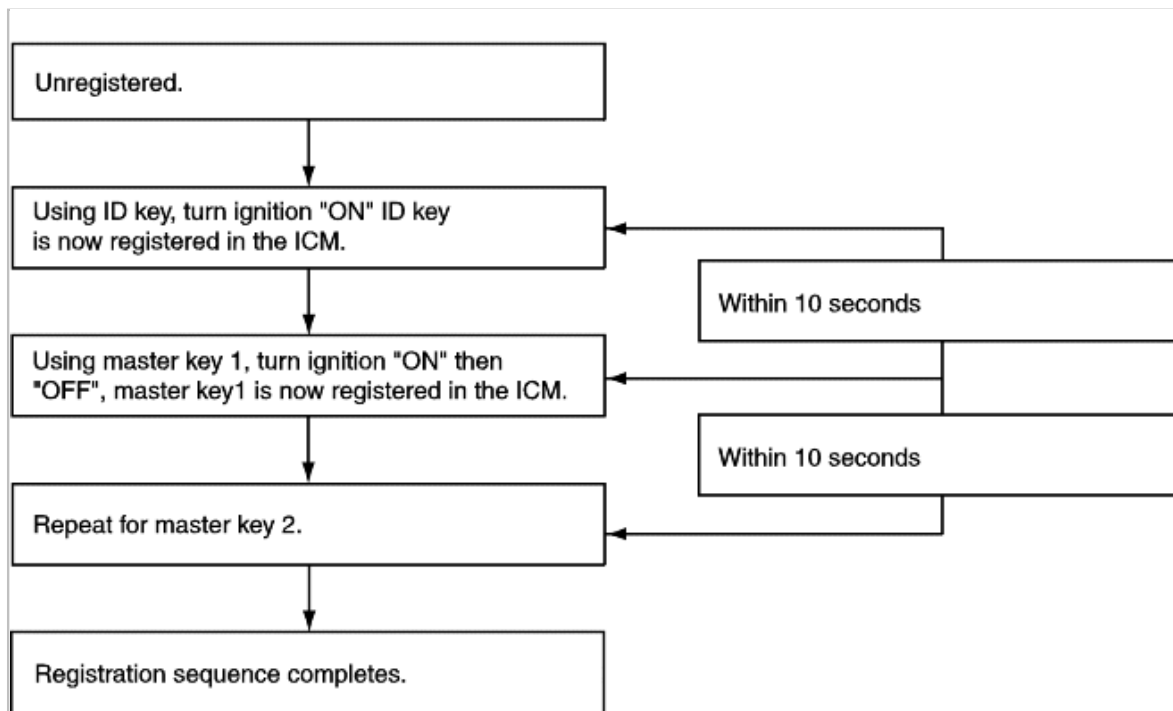 Unregistered.
Using ID key, turn ignition "ON" ID key
is now registered in the ICM.
Within 10 seconds
Using master key 1, turn ignition "ON" then
"OFF", master key1 is now registered in the ICM.
Within 10 seconds
Repeat for master key 2.
Registration sequence completes.